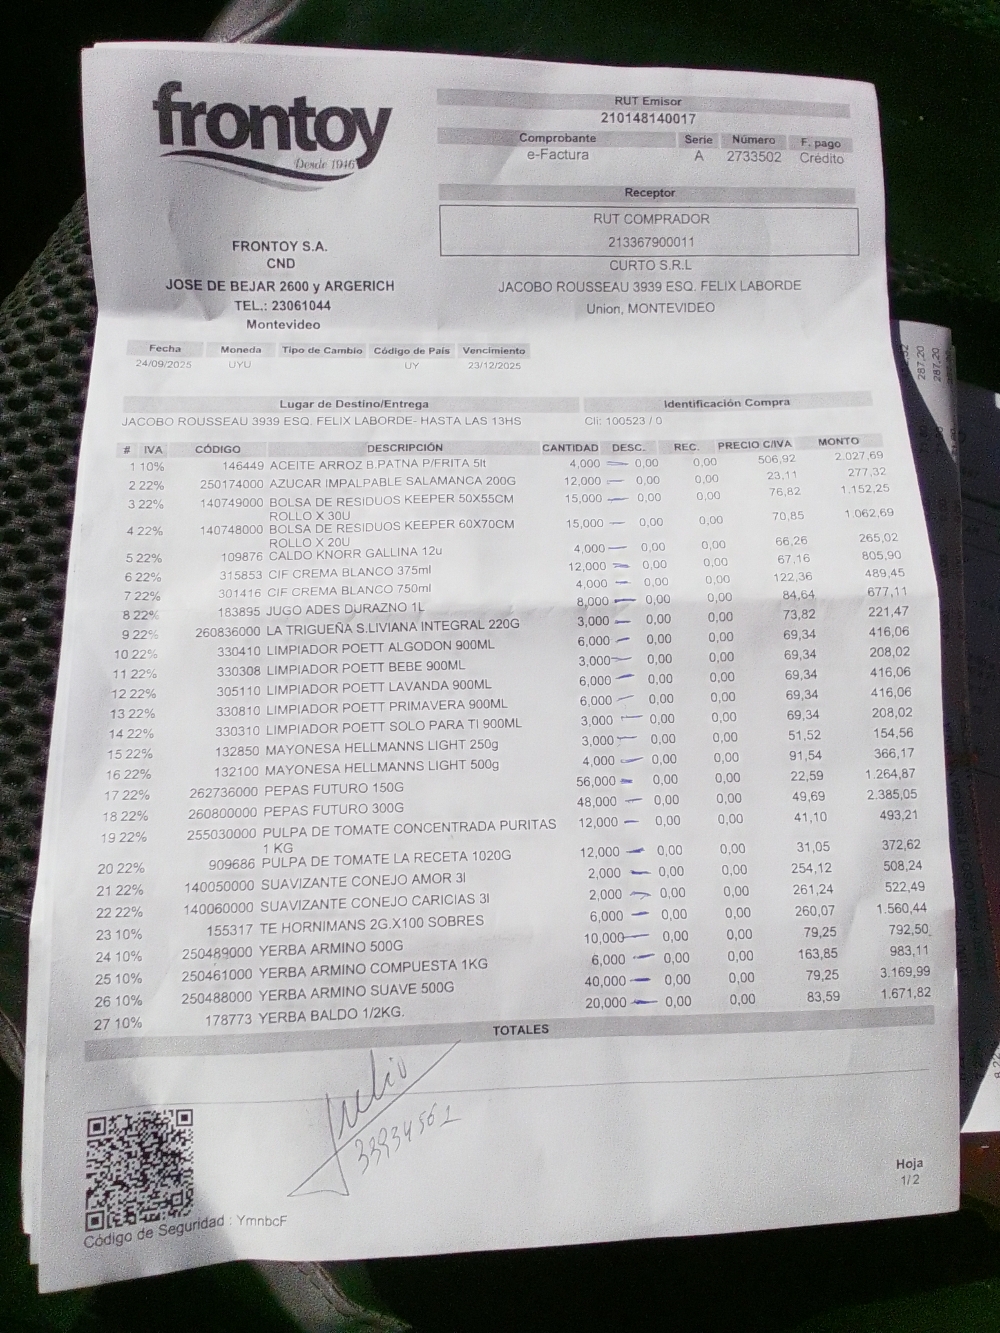 frontoy
Desde 1946
FRONTOY S.A.
CND
JOSE DE BEJAR 2600 y ARGERICH
TEL.: 23061044
Montevideo
RUT Emisor
210148140017
Comprobante Serie Número F. pago
e-Factura A 2733502 Crédito
Receptor
RUT COMPRADOR
213367900011
CURTO S.R.L
JACOBO ROUSSEAU 3939 ESQ. FELIX LABORDE
Union, MONTEVIDEO
Fecha Moneda Tipo de Cambio Código de País Vencimiento
24/09/2025 UYU UY 23/12/2025
Lugar de Destino/Entrega Identificación Compra
JACOBO ROUSSEAU 3939 ESQ. FELIX LABORDE- HASTA LAS 13HS Cli: 100523 / 0
# IVA CÓDIGO DESCRIPCIÓN CANTIDAD DESC. REC. PRECIO C/IVA MONTO
1 10% 146449 ACEITE ARROZ B.PATNA P/FRITA 5lt 4,000 0,00 0,00 506,92 2.027,69
2 22% 250174000 AZUCAR IMPALPABLE SALAMANCA 200G 12,000 0,00 0,00 23,11 277,32
3 22% 140749000 BOLSA DE RESIDUOS KEEPER 50X55CM 15,000 0,00 0,00 76,82 1.152,25
ROLLO X 30U
4 22% 140748000 BOLSA DE RESIDUOS KEEPER 60X70CM 15,000 0,00 0,00 70,85 1.062,69
ROLLO X 20U
5 22% 109876 CALDO KNORR GALLINA 12u 4,000 0,00 0,00 66,26 265,02
6 22% 315853 CIF CREMA BLANCO 375ml 12,000 0,00 0,00 67,16 805,90
7 22% 301416 CIF CREMA BLANCO 750ml 4,000 0,00 0,00 122,36 489,45
8 22% 183895 JUGO ADES DURAZNO 1L 8,000 0,00 0,00 84,64 677,11
9 22% 260836000 LA TRIGUEÑA S.LIVIANA INTEGRAL 220G 3,000 0,00 0,00 73,82 221,47
10 22% 330410 LIMPIADOR POETT ALGODON 900ML 6,000 0,00 0,00 69,34 416,06
11 22% 330308 LIMPIADOR POETT BEBE 900ML 3,000 0,00 0,00 69,34 208,02
12 22% 305110 LIMPIADOR POETT LAVANDA 900ML 6,000 0,00 0,00 69,34 416,06
13 22% 330810 LIMPIADOR POETT PRIMAVERA 900ML 6,000 0,00 0,00 69,34 416,06
14 22% 330310 LIMPIADOR POETT SOLO PARA TI 900ML 3,000 0,00 0,00 69,34 208,02
15 22% 132850 MAYONESA HELLMANNS LIGHT 250g 3,000 0,00 0,00 51,52 154,56
16 22% 132100 MAYONESA HELLMANNS LIGHT 500g 4,000 0,00 0,00 91,54 366,17
17 22% 262736000 PEPAS FUTURO 150G 56,000 0,00 0,00 22,59 1.264,87
18 22% 260800000 PEPAS FUTURO 300G 48,000 0,00 0,00 49,69 2.385,05
19 22% 255030000 PULPA DE TOMATE CONCENTRADA PURITAS 12,000 0,00 0,00 41,10 493,21
1 KG
20 22% 909686 PULPA DE TOMATE LA RECETA 1020G 12,000 0,00 0,00 31,05 372,62
21 22% 140050000 SUAVIZANTE CONEJO AMOR 3l 2,000 0,00 0,00 254,12 508,24
22 22% 140060000 SUAVIZANTE CONEJO CARICIAS 3l 2,000 0,00 0,00 261,24 522,49
23 10% 155317 TE HORNIMANS 2G.X100 SOBRES 6,000 0,00 0,00 260,07 1.560,44
24 10% 250489000 YERBA ARMINO 500G 10,000 0,00 0,00 79,25 792,50
25 10% 250461000 YERBA ARMINO COMPUESTA 1KG 6,000 0,00 0,00 163,85 983,11
26 10% 250488000 YERBA ARMINO SUAVE 500G 40,000 0,00 0,00 79,25 3.169,99
27 10% 178773 YERBA BALDO 1/2KG. 20,000 0,00 0,00 83,59 1.671,82
TOTALES
Julio
33934561
Hoja
1/2
Código de Seguridad : YmnbcF
287,20
287,20